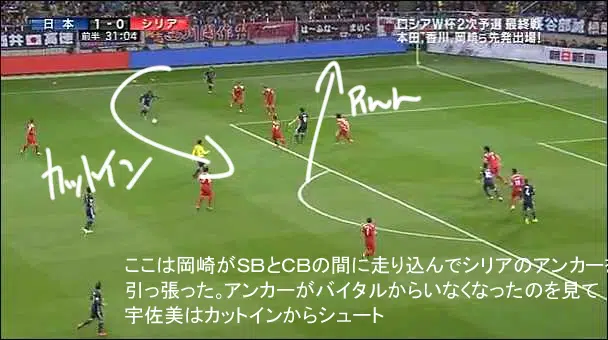 日本 1-0 シリア
前半 31:04
ロシアW杯2次予選 最終戦
本田、香川、岡崎ら先発出場！
朝日新聞
Run
カットイン
ここは岡崎がSBとCBの間に走り込んでシリアのアンカーを
引っ張った。アンカーがバイタルからいなくなったのを見て
宇佐美はカットインからシュート